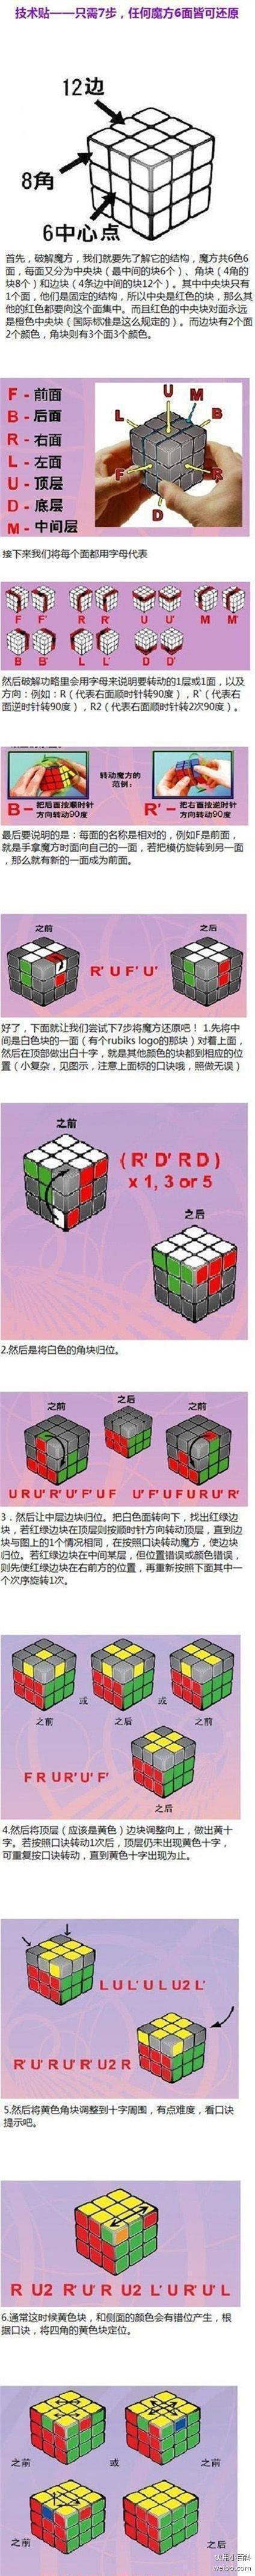 技术贴——只需7步，任何魔方6面皆可还原
12边
8角
6中心点
首先，破解魔方，我们就要先了解它的结构，魔方共6色6
面，每面又分为中央块（最中间的块6个）、角块（4角的
块8个）和边块（4条边中间的块12个）。其中中央块只有
1个面，他们是固定的结构，所以中央是红色的块，那么其
他的红色都要向这个面集中。而且红色的中央块对面永远
是橙色中央块（国际标准是这么规定的）。而边块有2个面
2个颜色，角块则有3个面3个颜色。
F - 前面
B - 后面
R - 右面
L - 左面
U - 顶层
D - 底层
M - 中间层
U
M
L
B
F
R
D
接下来我们将每个面都用字母代表
F F' R R' U U' M M'
B B' L L' D D'
然后破解功略里会用字母来说明要转动的1层或1面，以及
方向：例如：R（代表右面顺时针转90度），R'（代表右
面逆时针转90度），R2（代表右面顺时针转2次90度）。
转动魔方的
范例：
B - 把后面按顺时针
方向转动90度
R' - 把右面按逆时针
方向转动90度
最后要说明的是：每面的名称是相对的，例如F是前面，
就是手拿魔方时面向自己的一面，若把模仿旋转到另一面
，那么就有新的一面成为前面。
之前
之后
R' U F' U'
好了，下面就让我们尝试下7步将魔方还原吧！ 1.先将中
间是白色块的一面（有个rubiks logo的那块）对着上面，
然后在顶部做出白十字，就是其他颜色的块都到相应的位
置（小复杂，见图示，注意上面标的口诀哦，照做无误）
之前
( R' D' R D )
x 1, 3 or 5
之后
2.然后是将白色的角块归位。
之前
之后
之前
U R U' R' U' F' U F
U' F' U F U R U' R'
3．然后让中层边块归位。把白色面转向下，找出红绿边
块，若红绿边块在顶层则按顺时针方向转动顶层，直到边
块与图上的1个情况相同，在按照口诀转动魔方，使边块
归位。若红绿边块在中间某层，但位置错误或颜色错误，
则先使红绿边块在右前方的位置，再重新按照下面其中一
个次序旋转1次。
或
或
之前
之后
之前
F R U R' U' F'
之后
4.然后将顶层（应该是黄色）边块调整向上，做出黄十
字。若按照口诀转动1次后，顶层仍未出现黄色十字，
可重复按口诀转动，直到黄色十字出现为止。
L U L' U L U2 L'
R' U' R U' R' U2 R
5.然后将黄色角块调整到十字周围，有点难度，看口诀
提示吧。
R U2 R' U' R U2 L' U R' U' L
6.通常这时候黄色块，和侧面的颜色会有错位产生，根
据口诀，将四角的黄色块定位。
之前
或
之前
之前
之后
weibo.com